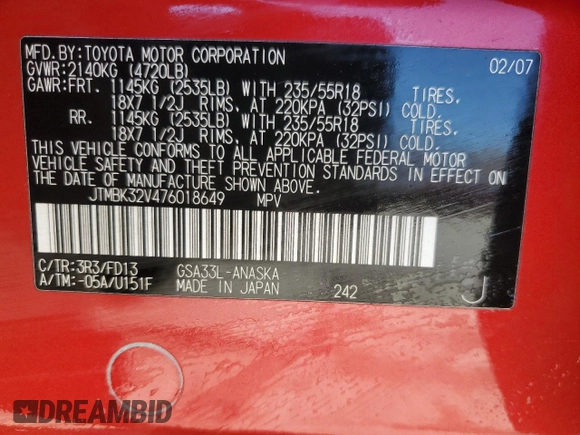 MFD.BY:TOYOTA MOTOR CORPORATION 02/07
GVWR:2140KG (4720LB)
GAWR:FRT. 1145KG (2535LB) WITH 235/55R18 TIRES,
18X7 1/2J RIMS, AT 220KPA (32PSI) COLD.
RR. 1145KG (2535LB) WITH 235/55R18 TIRES,
18X7 1/2J RIMS, AT 220KPA (32PSI) COLD.
THIS VEHICLE CONFORMS TO ALL APPLICABLE FEDERAL MOTOR
VEHICLE SAFETY AND THEFT PREVENTION STANDARDS IN EFFECT ON
THE DATE OF MANUFACTURE SHOWN ABOVE.
JTMBK32V476018649 MPV
C/TR:3R3/FD13 GSA33L-ANASKA
A/TM:-05A/U151F MADE IN JAPAN 242 J
DREAMBID